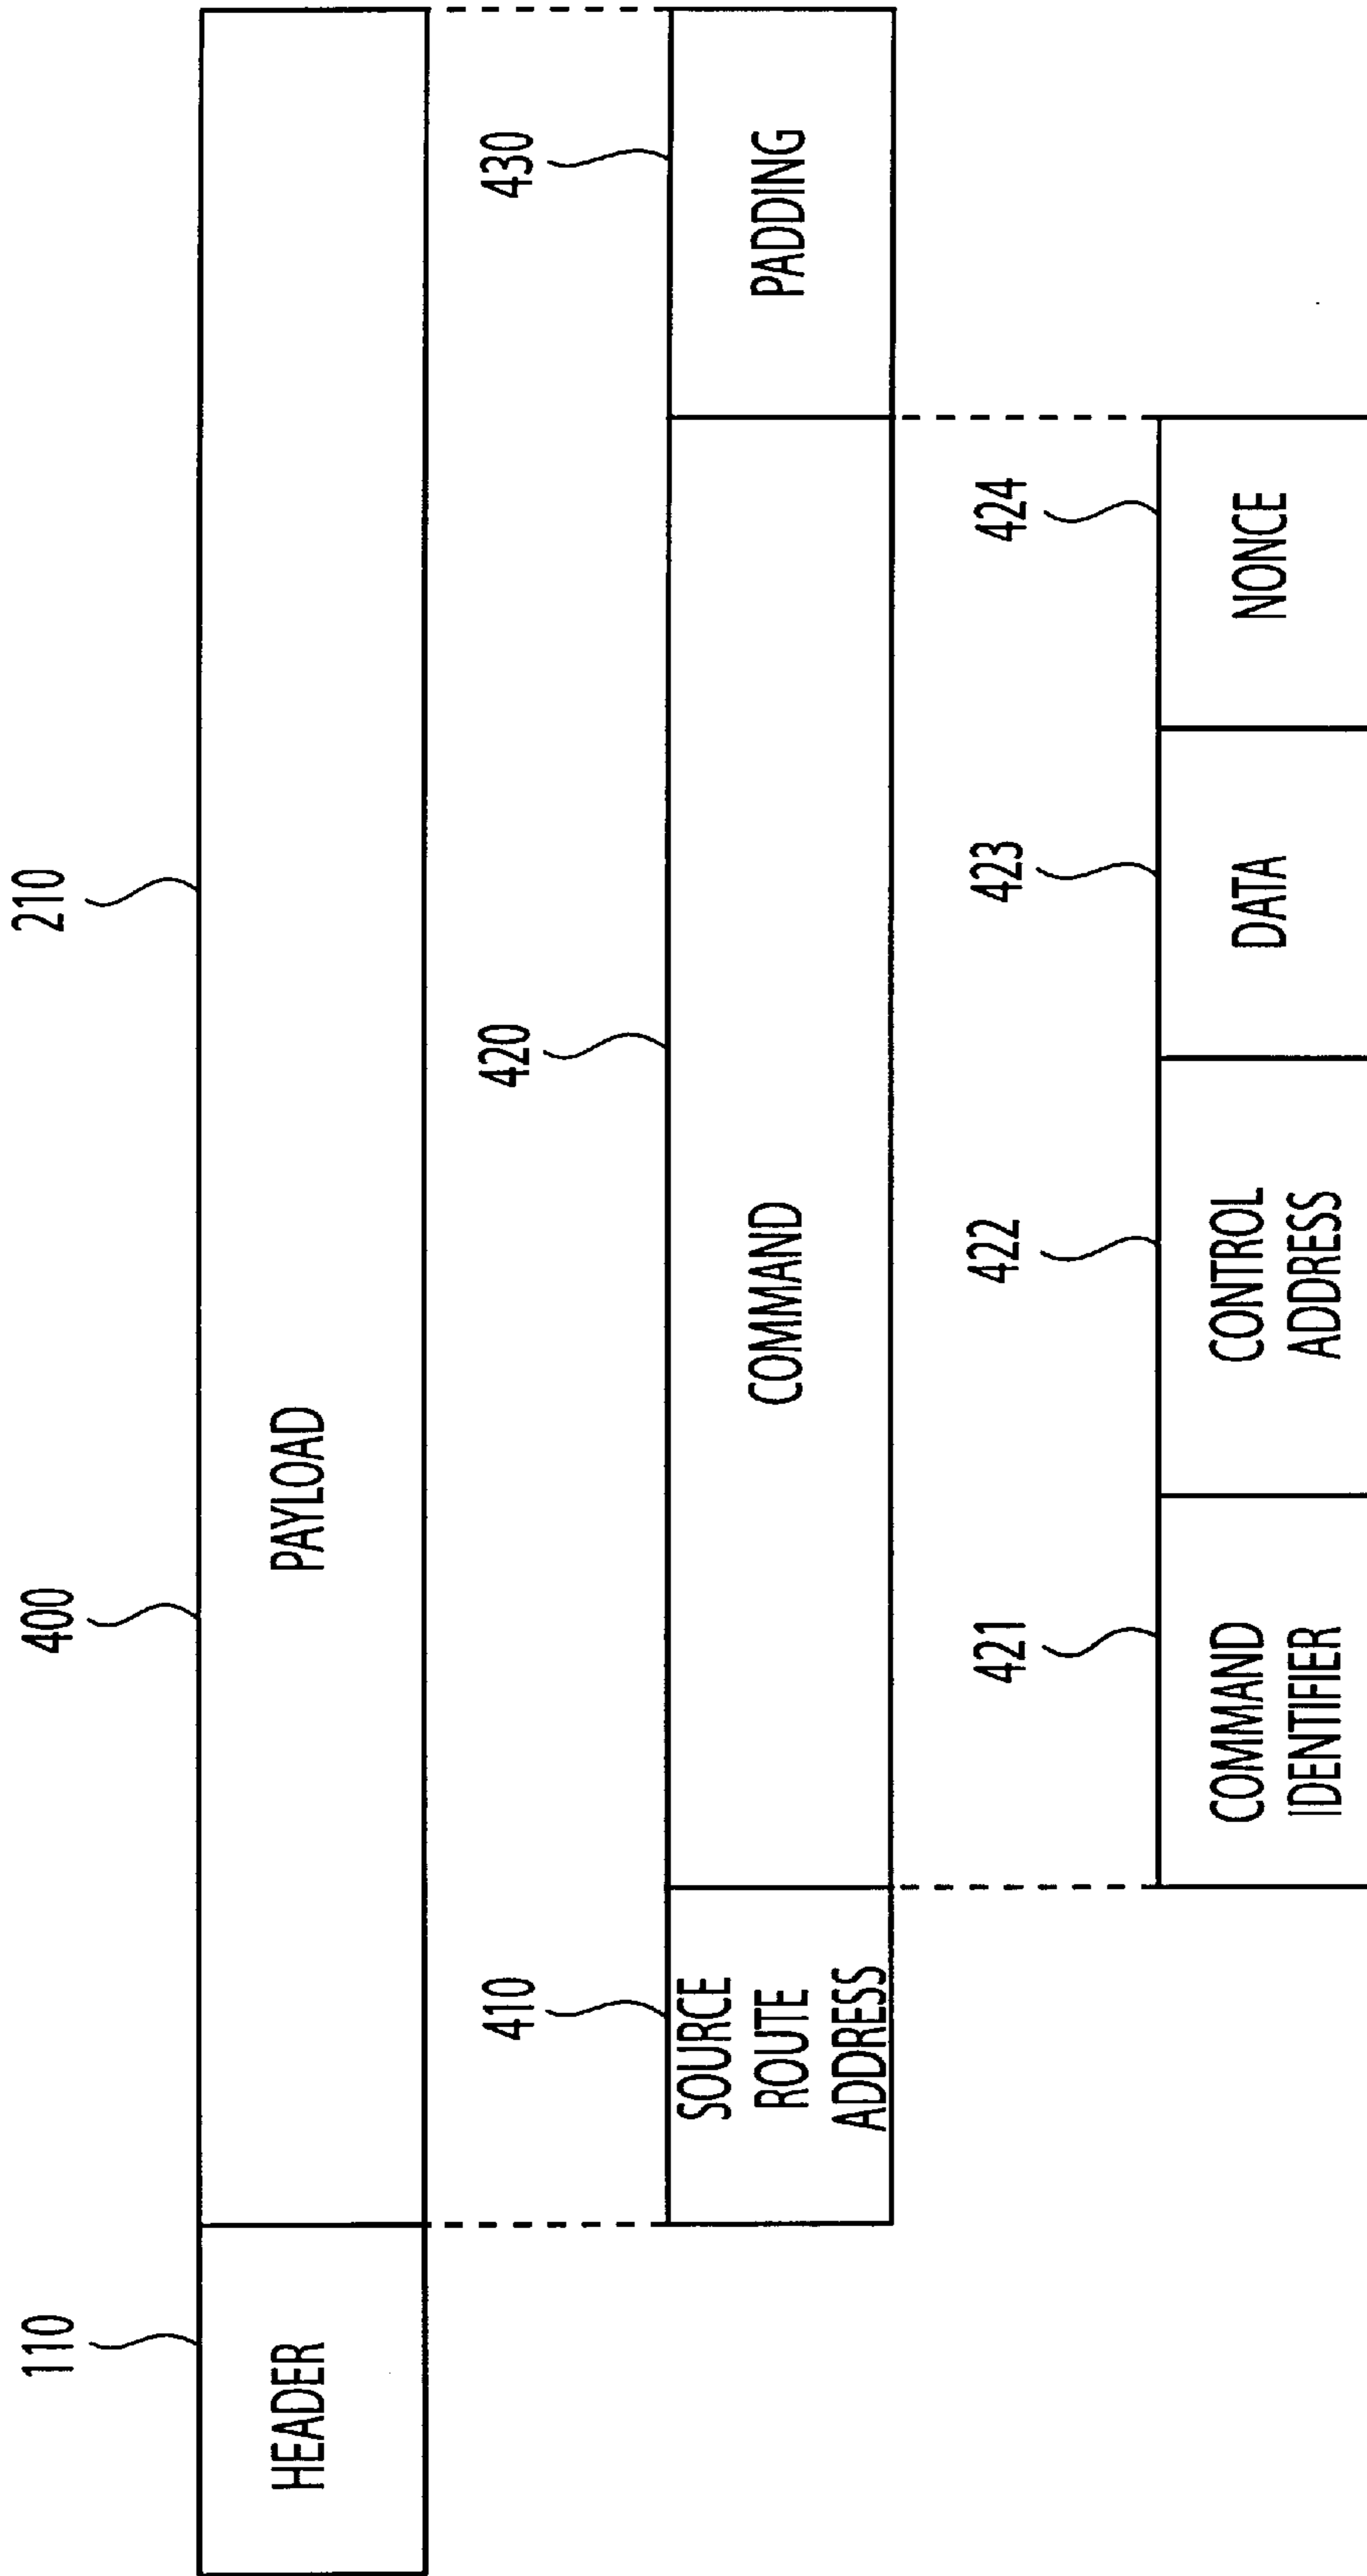 110
400
210
HEADER
PAYLOAD
410
420
430
SOURCE
ROUTE
ADDRESS
COMMAND
PADDING
421
422
423
424
COMMAND
IDENTIFIER
CONTROL
ADDRESS
DATA
NONCE